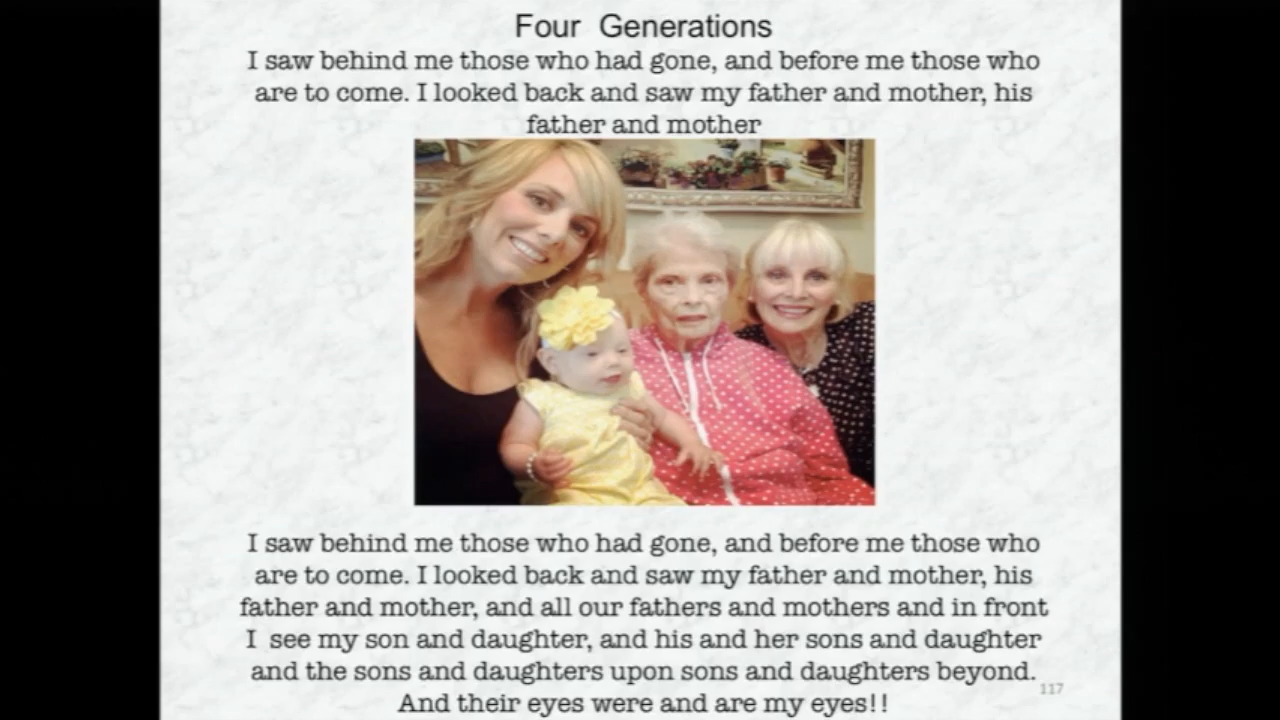 Four Generations
I saw behind me those who had gone, and before me those who
are to come. I looked back and saw my father and mother, his
father and mother
I saw behind me those who had gone, and before me those who
are to come. I looked back and saw my father and mother, his
father and mother, and all our fathers and mothers and in front
I see my son and daughter, and his and her sons and daughter
and the sons and daughters upon sons and daughters beyond.
And their eyes were and are my eyes!!
117